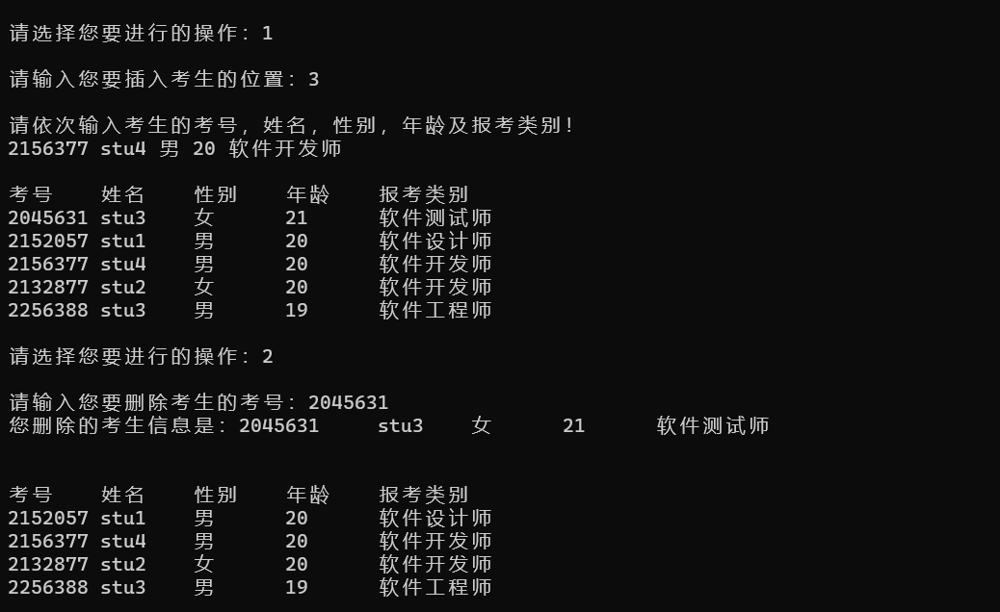 请选择您要进行的操作：1
请输入您要插入考生的位置：3
请依次输入考生的考号，姓名，性别，年龄及报考类别！
2156377 stu4 男 20 软件开发师
考号 姓名 性别 年龄 报考类别
2045631 stu3 女 21 软件测试师
2152057 stu1 男 20 软件设计师
2156377 stu4 男 20 软件开发师
2132877 stu2 女 20 软件开发师
2256388 stu3 男 19 软件工程师
请选择您要进行的操作：2
请输入您要删除考生的考号：2045631
您删除的考生信息是：2045631 stu3 女 21 软件测试师
考号 姓名 性别 年龄 报考类别
2152057 stu1 男 20 软件设计师
2156377 stu4 男 20 软件开发师
2132877 stu2 女 20 软件开发师
2256388 stu3 男 19 软件工程师